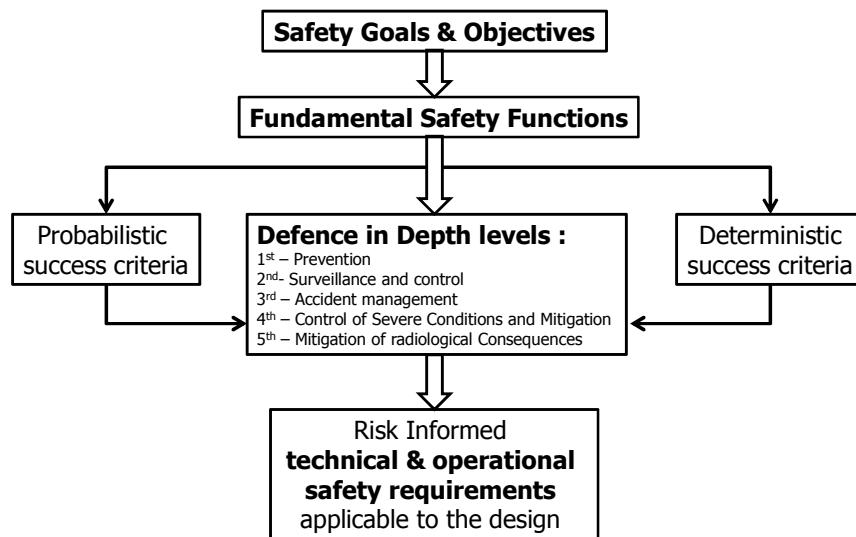 Safety Goals & Objectives
Fundamental Safety Functions
Probabilistic
success criteria
Defence in Depth levels :
1st – Prevention
2nd- Surveillance and control
3rd – Accident management
4th – Control of Severe Conditions and Mitigation
5th – Mitigation of radiological Consequences
Deterministic
success criteria
Risk Informed
technical & operational
safety requirements
applicable to the design